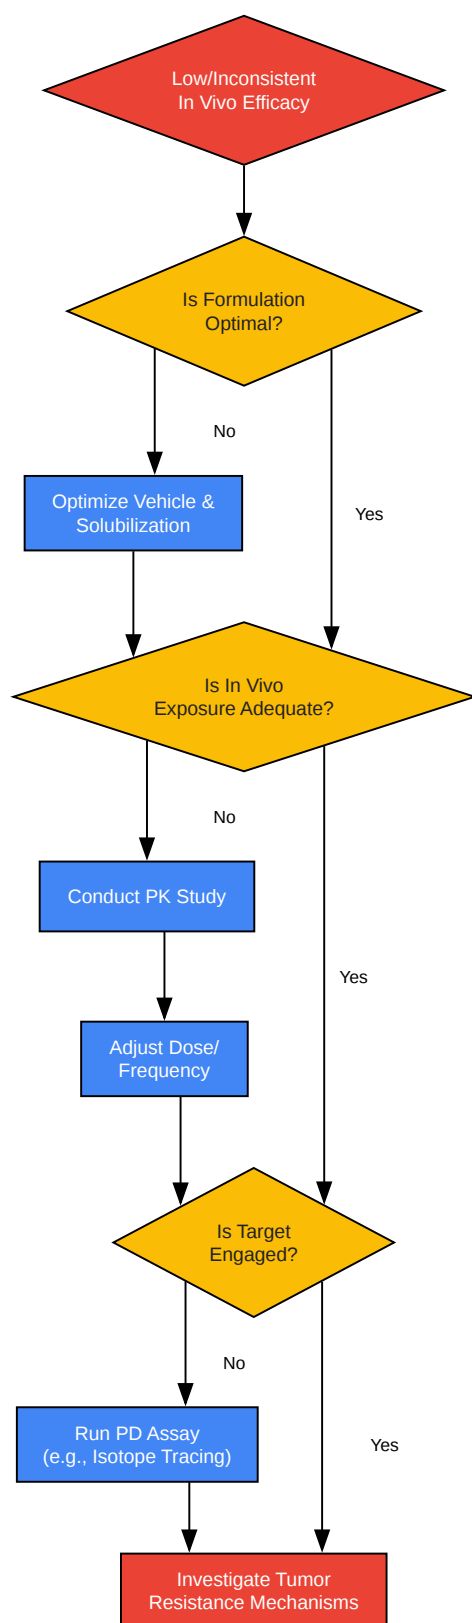 Low/Inconsistent
In Vivo Efficacy
Is Formulation
Optimal?
No
Optimize Vehicle &
Solubilization
Yes
Is In Vivo
Exposure Adequate?
No
Conduct PK Study
Yes
Adjust Dose/
Frequency
Is Target
Engaged?
No
Run PD Assay
(e.g., Isotope Tracing)
Yes
Investigate Tumor
Resistance Mechanisms